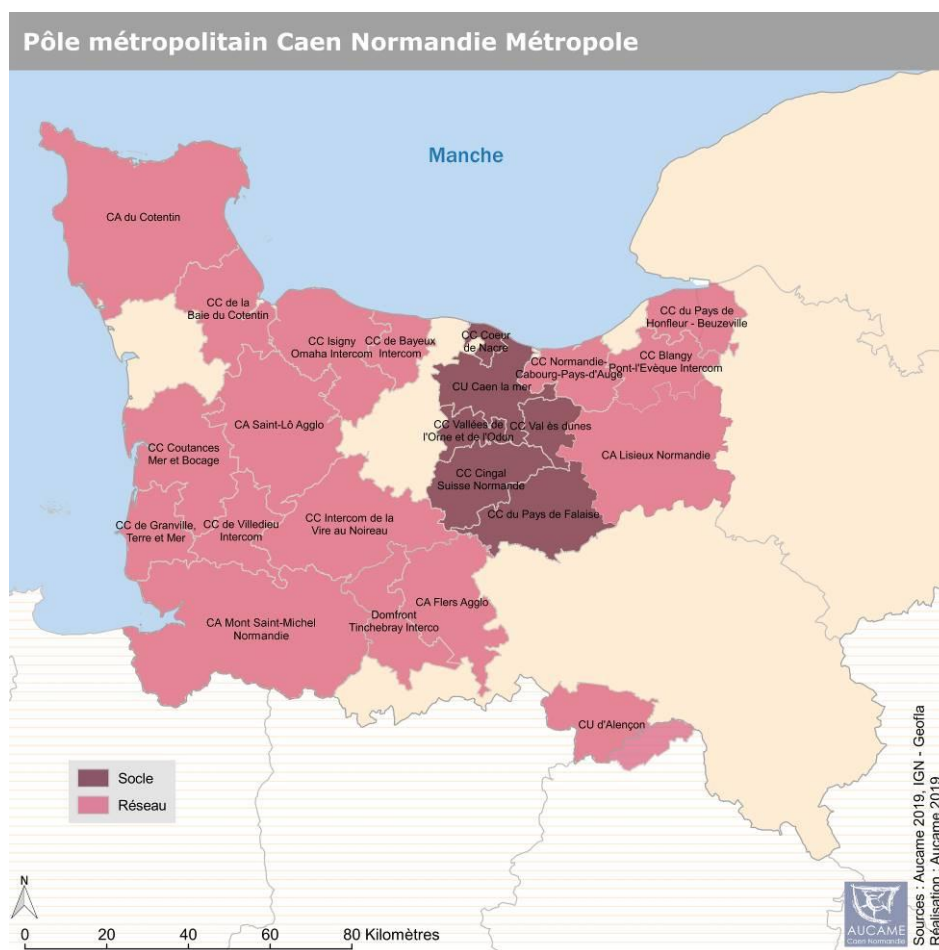 Pôle métropolitain Caen Normandie Métropole
Manche
CA du Cotentin
CC de la
Baie du Cotentin
CC Isigny
Omaha Intercom
CC de Bayeux
Intercom
CC Coeur
de Nacre
CC du Pays de
Honfleur - Beuzeville
CC Normandie-
Cabourg-Pays-d'Auge
CC Blangy
Pont-l'Evèque Intercom
CU Caen la mer
CA Saint-Lô Agglo
CC Vallées de
l'Orne et de l'Odon
CC Val ès dunes
CC Coutances
Mer et Bocage
CA Lisieux Normandie
CC Cingal
Suisse Normande
CC de Granville,
Terre et Mer
CC de Villedieu
Intercom
CC Intercom de la
Vire au Noireau
CC du Pays de Falaise
CA Mont Saint-Michel
Normandie
Domfront
Tinchebray Interco
CA Flers Agglo
CU d'Alençon
Socle
Réseau
N
0 20 40 60 80 Kilomètres
AUCAME
Caen Normandie
Sources : Aucame 2019, IGN - Geofla
Réalisation : Aucame 2019